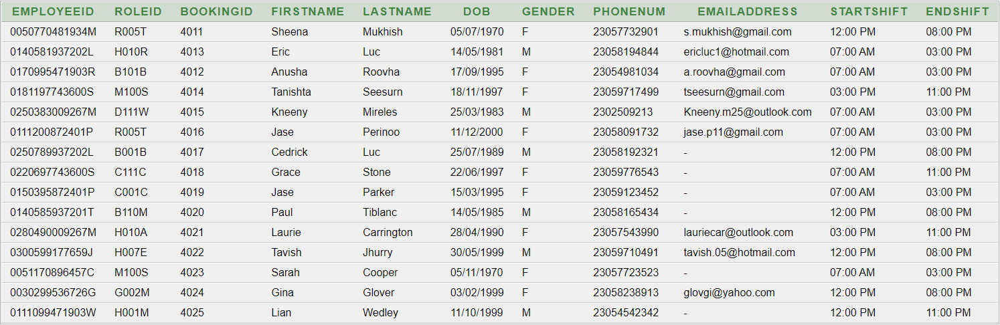 EMPLOYEEID ROLEID BOOKINGID FIRSTNAME LASTNAME DOB GENDER PHONENUM EMAILADDRESS STARTSHIFT ENDSHIFT
0050770481934M R005T 4011 Sheena Mukhish 05/07/1970 F 23057732901 s.mukhish@gmail.com 12:00 PM 08:00 PM
0140581937202L H010R 4013 Eric Luc 14/05/1981 M 23058194844 ericluc1@hotmail.com 07:00 AM 03:00 PM
0170995471903R B101B 4012 Anusha Roovha 17/09/1995 F 23054981034 a.roovha@gmail.com 07:00 AM 03:00 PM
0181197743600S M100S 4014 Tanishta Seesurn 18/11/1997 F 23059717499 tseesurn@gmail.com 03:00 PM 11:00 PM
0250383009267M D111W 4015 Kneeny Mireles 25/03/1983 M 2302509213 Kneeny.m25@outlook.com 07:00 AM 03:00 PM
0111200872401P R005T 4016 Jase Perinoo 11/12/2000 F 23058091732 jase.p11@gmail.com 07:00 AM 03:00 PM
0250789937202L B001B 4017 Cedrick Luc 25/07/1989 M 23058192321 - 12:00 PM 08:00 PM
0220697743600S C111C 4018 Grace Stone 22/06/1997 F 23059776543 - 07:00 AM 11:00 PM
0150395872401P C001C 4019 Jase Parker 15/03/1995 F 23059123452 - 07:00 AM 03:00 PM
0140585937201T B110M 4020 Paul Tiblanc 14/05/1985 M 23058165434 - 12:00 PM 08:00 PM
0280490009267M H010A 4021 Laurie Carrington 28/04/1990 F 23057543990 lauriecar@outlook.com 03:00 PM 11:00 PM
0300599177659J H007E 4022 Tavish Jhurry 30/05/1999 M 23059710491 tavish.05@hotmail.com 12:00 PM 08:00 PM
0051170896457C M100S 4023 Sarah Cooper 05/11/1970 F 23057723523 - 07:00 AM 03:00 PM
0030299536726G G002M 4024 Gina Glover 03/02/1999 F 23058238913 glovgi@yahoo.com 12:00 PM 08:00 PM
0111099471903W H001M 4025 Lian Wedley 11/10/1999 M 23054542342 - 12:00 PM 11:00 PM